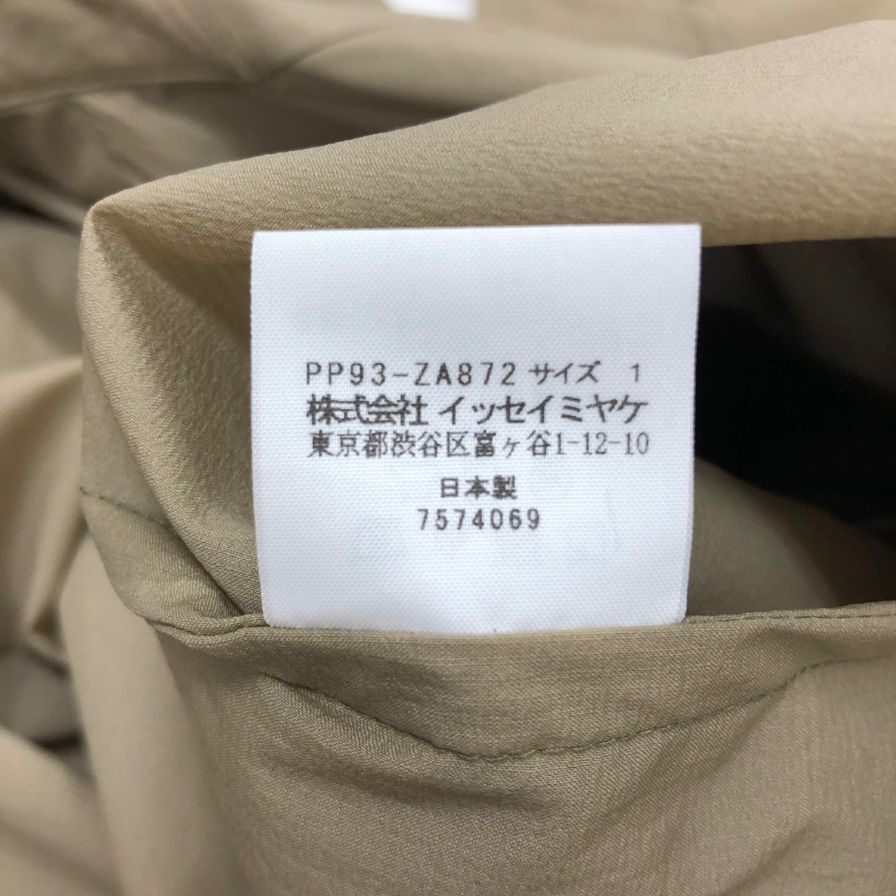 PP93-ZA872 サイズ 1
株式会社 イッセイミヤケ
東京都渋谷区富ヶ谷1-12-10
日本製
7574069